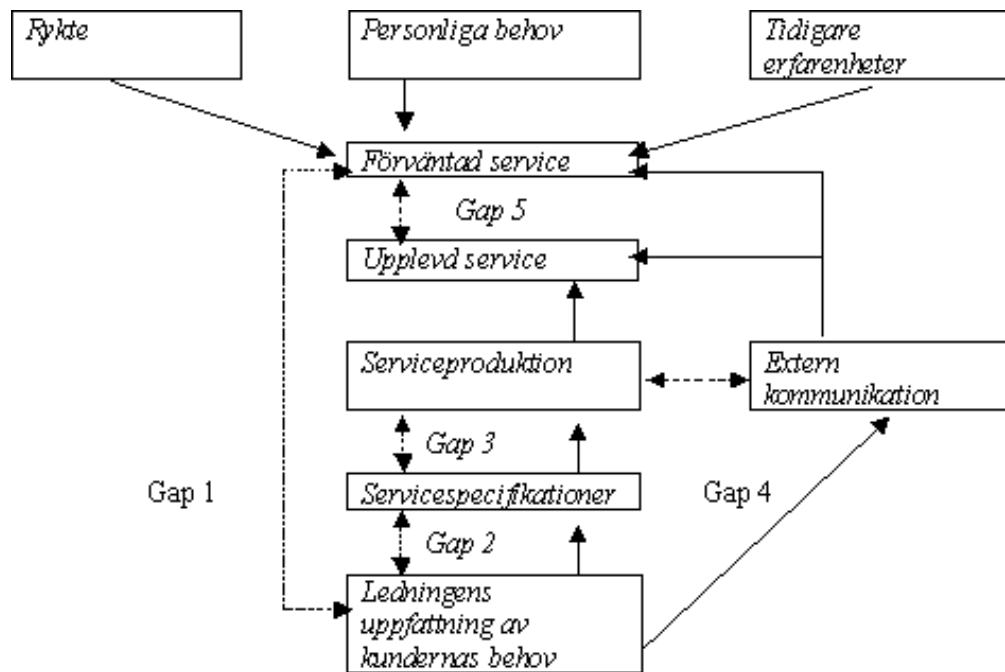 Rykte
Personliga behov
Tidigare
erfarenheter
Förväntad service
Gap 5
Upplevd service
Serviceproduktion
Extern
kommunikation
Gap 3
Gap 1
Servicespecifikationer
Gap 4
Gap 2
Ledningens
uppfattning av
kundernas behov